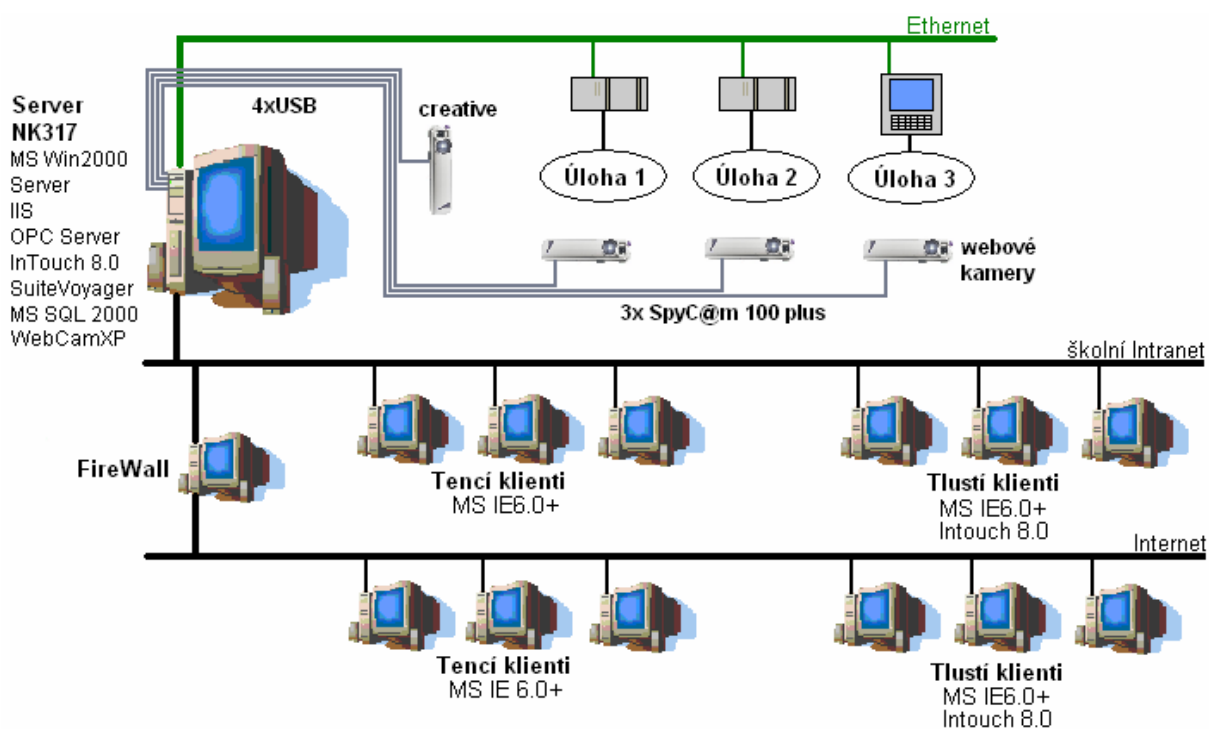 Ethernet
Server
NK317
MS Win2000
Server
IIS
OPC Server
InTouch 8.0
SuiteVoyager
MS SQL 2000
WebCamXP
4xUSB
creative
Úloha 1
Úloha 2
Úloha 3
webové
kamery
3x SpyC@m 100 plus
školní Intranet
FireWall
Tencí klienti
MS IE6.0+
Tlustí klienti
MS IE6.0+
Intouch 8.0
Internet
Tencí klienti
MS IE 6.0+
Tlustí klienti
MS IE6.0+
Intouch 8.0